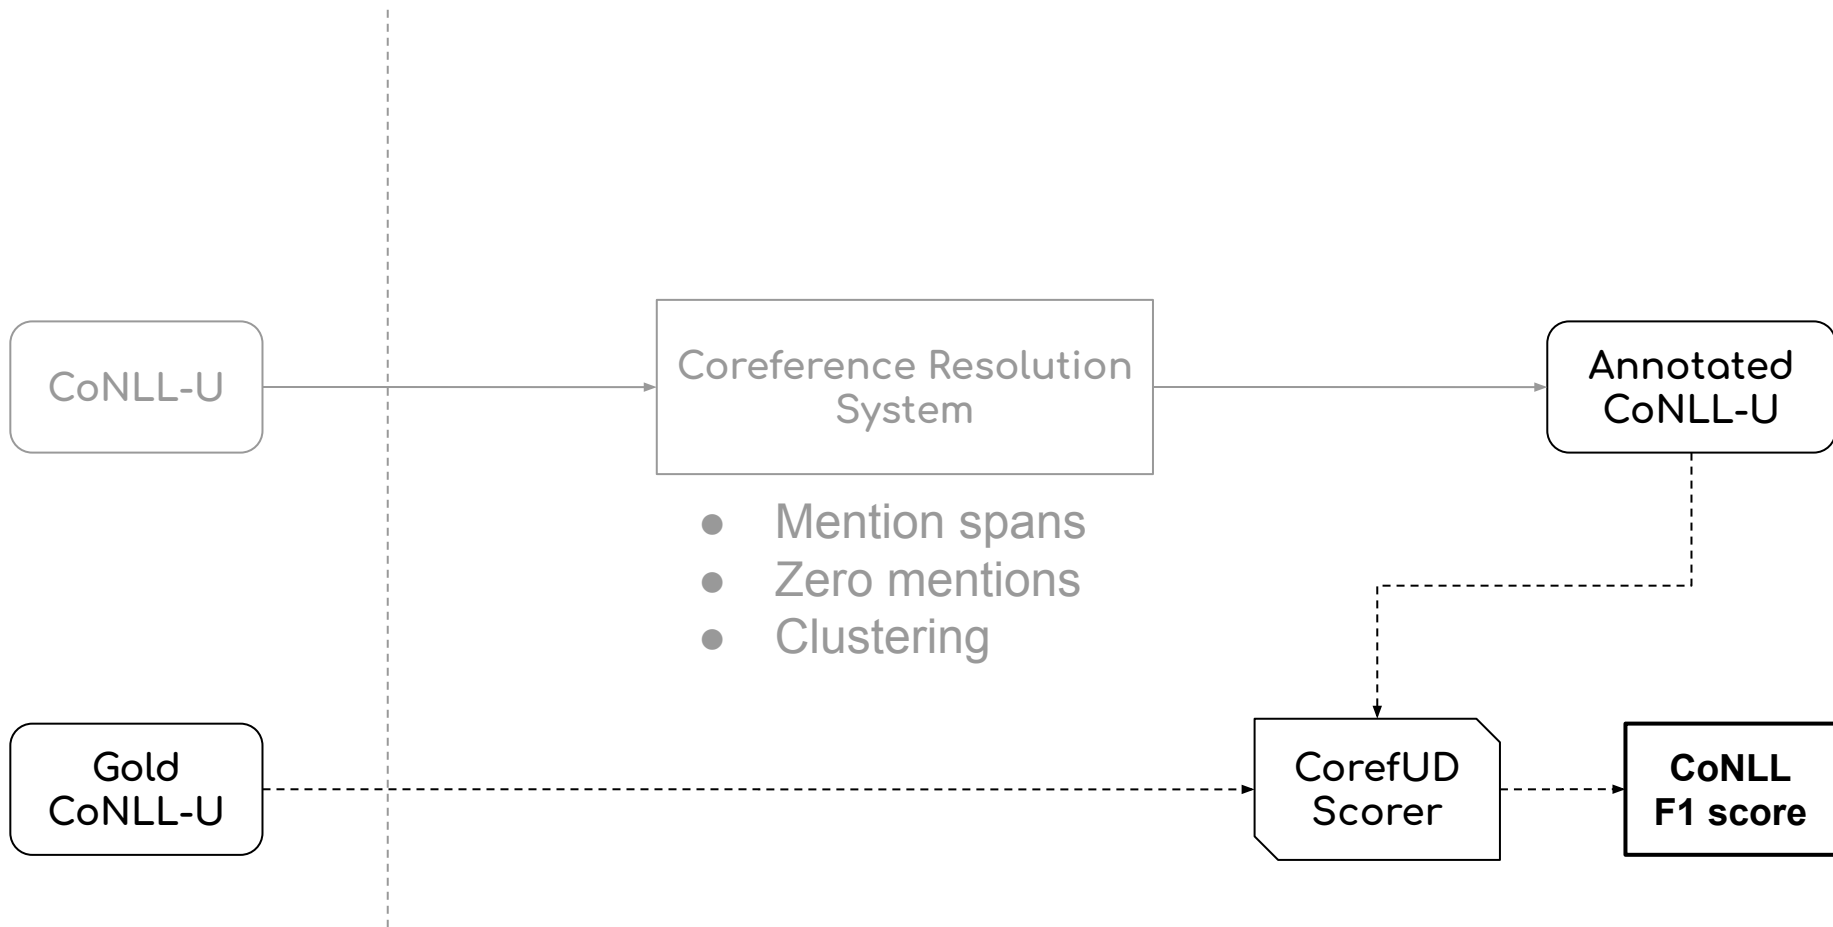 CoNLL-U
Coreference Resolution
System
Annotated
CoNLL-U
● Mention spans
● Zero mentions
● Clustering
Gold
CoNLL-U
CorefUD
Scorer
CoNLL
F1 score